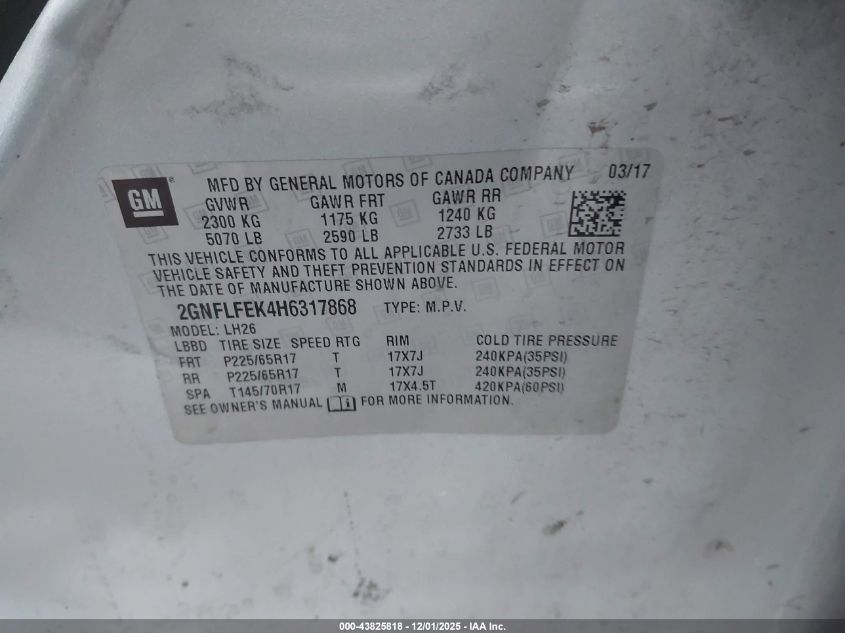 GM ® MFD BY GENERAL MOTORS OF CANADA COMPANY 03/17
GVWR GAWR FRT GAWR RR
2300 KG 1175 KG 1240 KG
5070 LB 2590 LB 2733 LB
THIS VEHICLE CONFORMS TO ALL APPLICABLE U.S. FEDERAL MOTOR
VEHICLE SAFETY AND THEFT PREVENTION STANDARDS IN EFFECT ON
THE DATE OF MANUFACTURE SHOWN ABOVE.
2GNFLFEK4H6317868 TYPE: M.P.V.
MODEL: LH26
LBBD TIRE SIZE SPEED RTG RIM COLD TIRE PRESSURE
FRT P225/65R17 T 17X7J 240KPA(35PSI)
RR P225/65R17 T 17X7J 240KPA(35PSI)
SPA T145/70R17 M 17X4.5T 420KPA(60PSI)
SEE OWNER'S MANUAL FOR MORE INFORMATION.
000-43825818 - 12/01/2025 - IAA Inc.